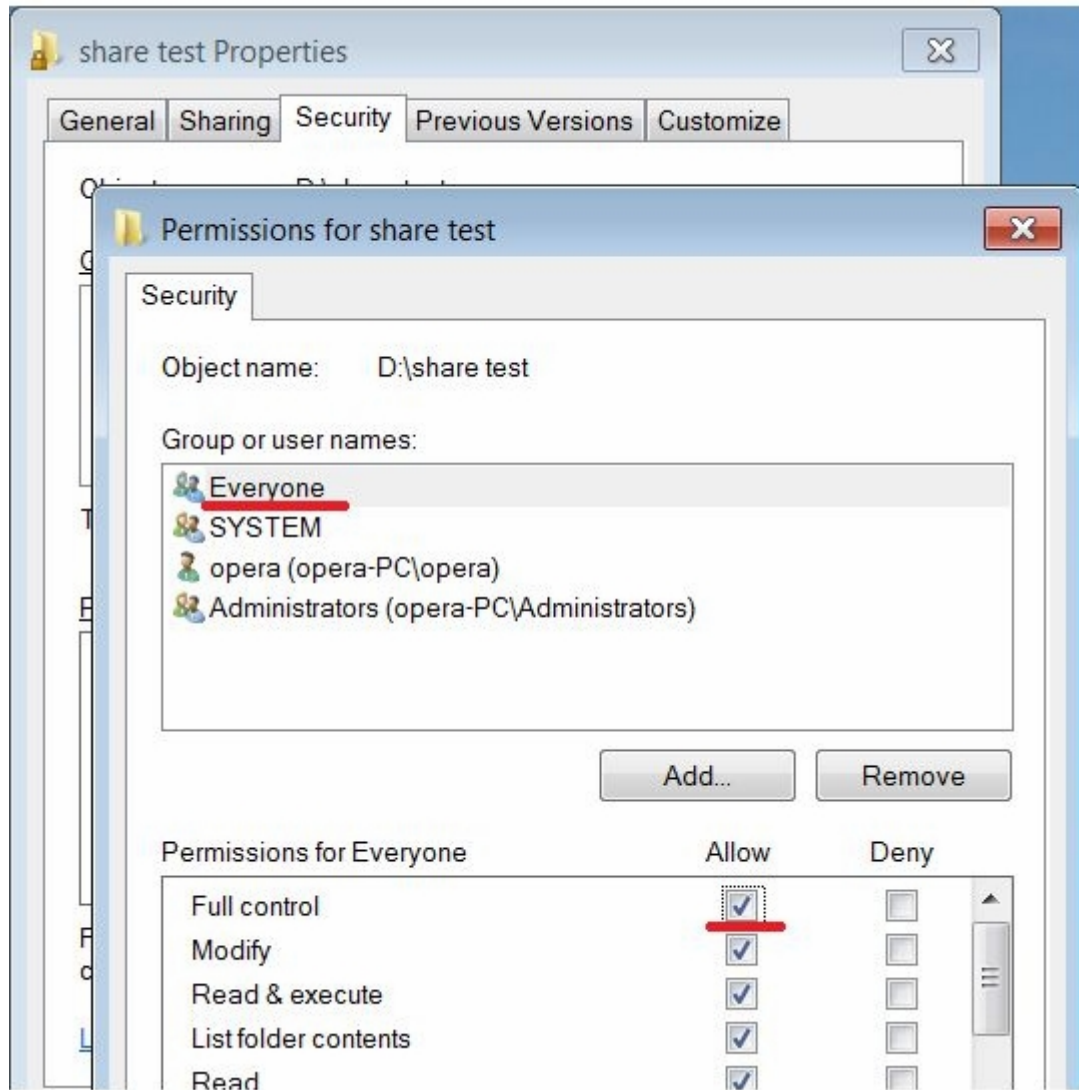 share test Properties
General Sharing Security Previous Versions Customize
Permissions for share test
Security
Object name: D:\share test
Group or user names:
Everyone
SYSTEM
opera (opera-PC\opera)
Administrators (opera-PC\Administrators)
Add... Remove
Permissions for Everyone Allow Deny
Full control
Modify
Read & execute
List folder contents
Read